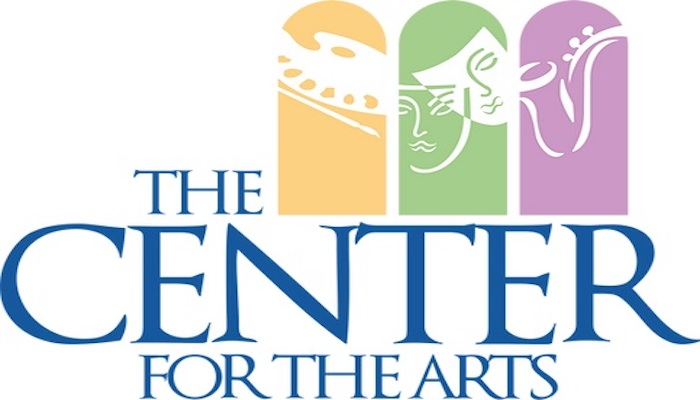 THE
CENTER
FOR THE ARTS